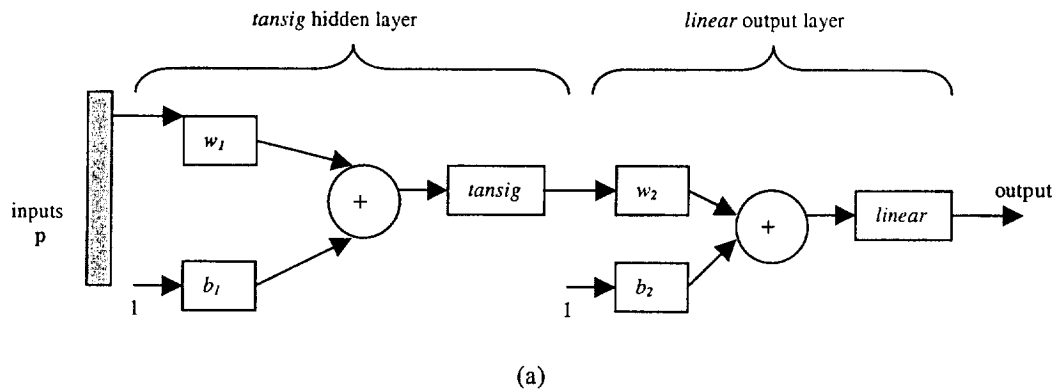 tansig hidden layer
linear output layer
inputs
p
w1
+
tansig
b1
1
w2
+
linear
output
b2
1
(a)